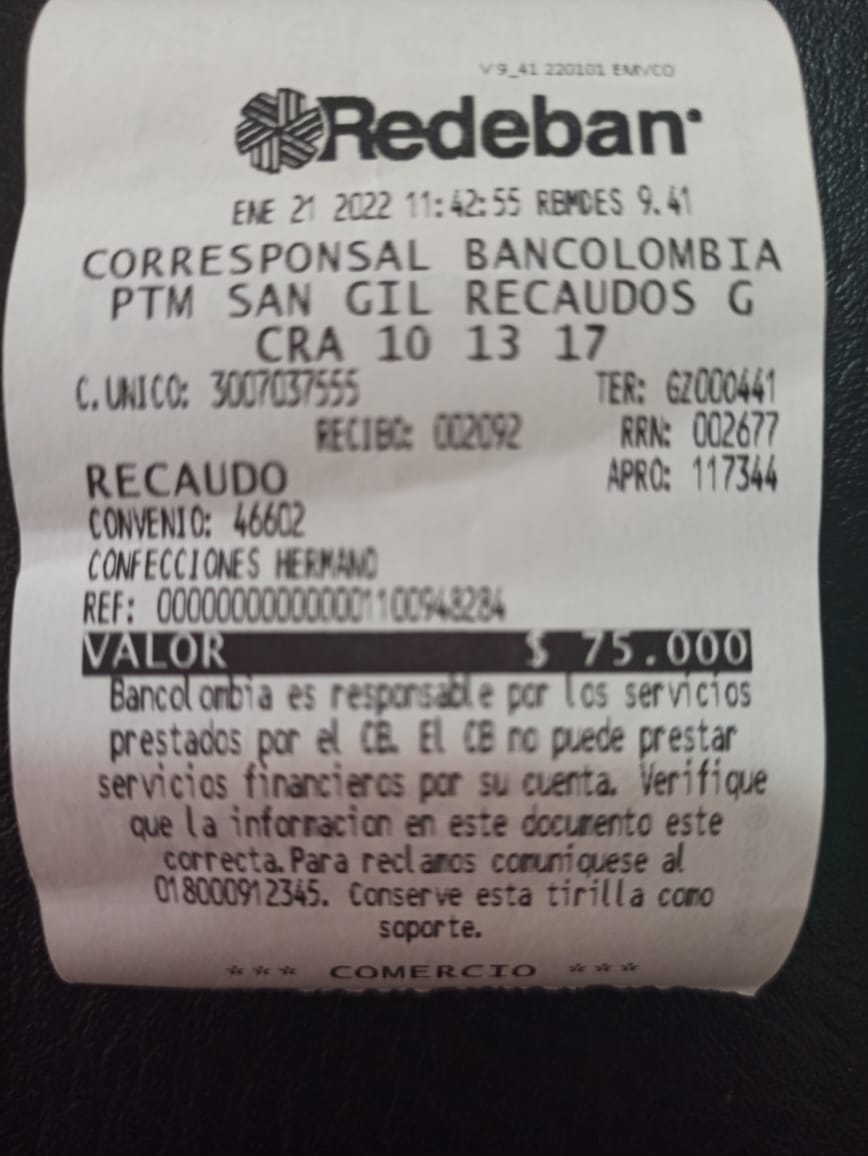 V9_41 220101 EMVCO
Redeban
ENE 21 2022 11:42:55 RBMDES 9.41
CORRESPONSAL BANCOLOMBIA
PTM SAN GIL RECAUDOS G
CRA 10 13 17
C.UNICO: 3007037555 TER: GZ000441
RECIBO: 002092 RRN: 002677
RECAUDO APRO: 117344
CONVENIO: 46602
CONFECCIONES HERMANO
REF: 
VALOR $ 75.000
Bancolombia es responsable por los servicios
prestados por el CB. El CB no puede prestar
servicios financieros por su cuenta. Verifique
que la informacion en este documento este
correcta.Para reclamos comuniquese al
018000912345. Conserve esta tirilla como
soporte.
*** COMERCIO ***